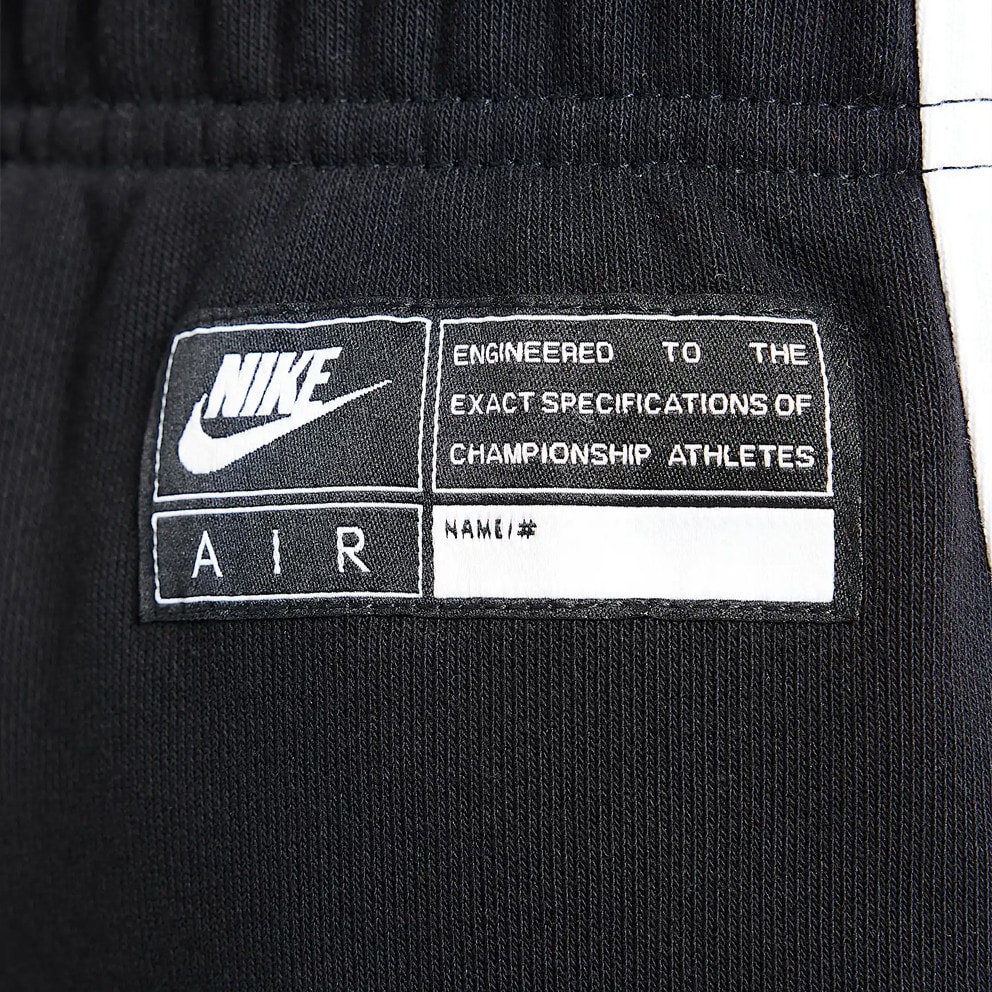 NIKE
ENGINEERED TO THE
EXACT SPECIFICATIONS OF
CHAMPIONSHIP ATHLETES
AIR
NAME/#